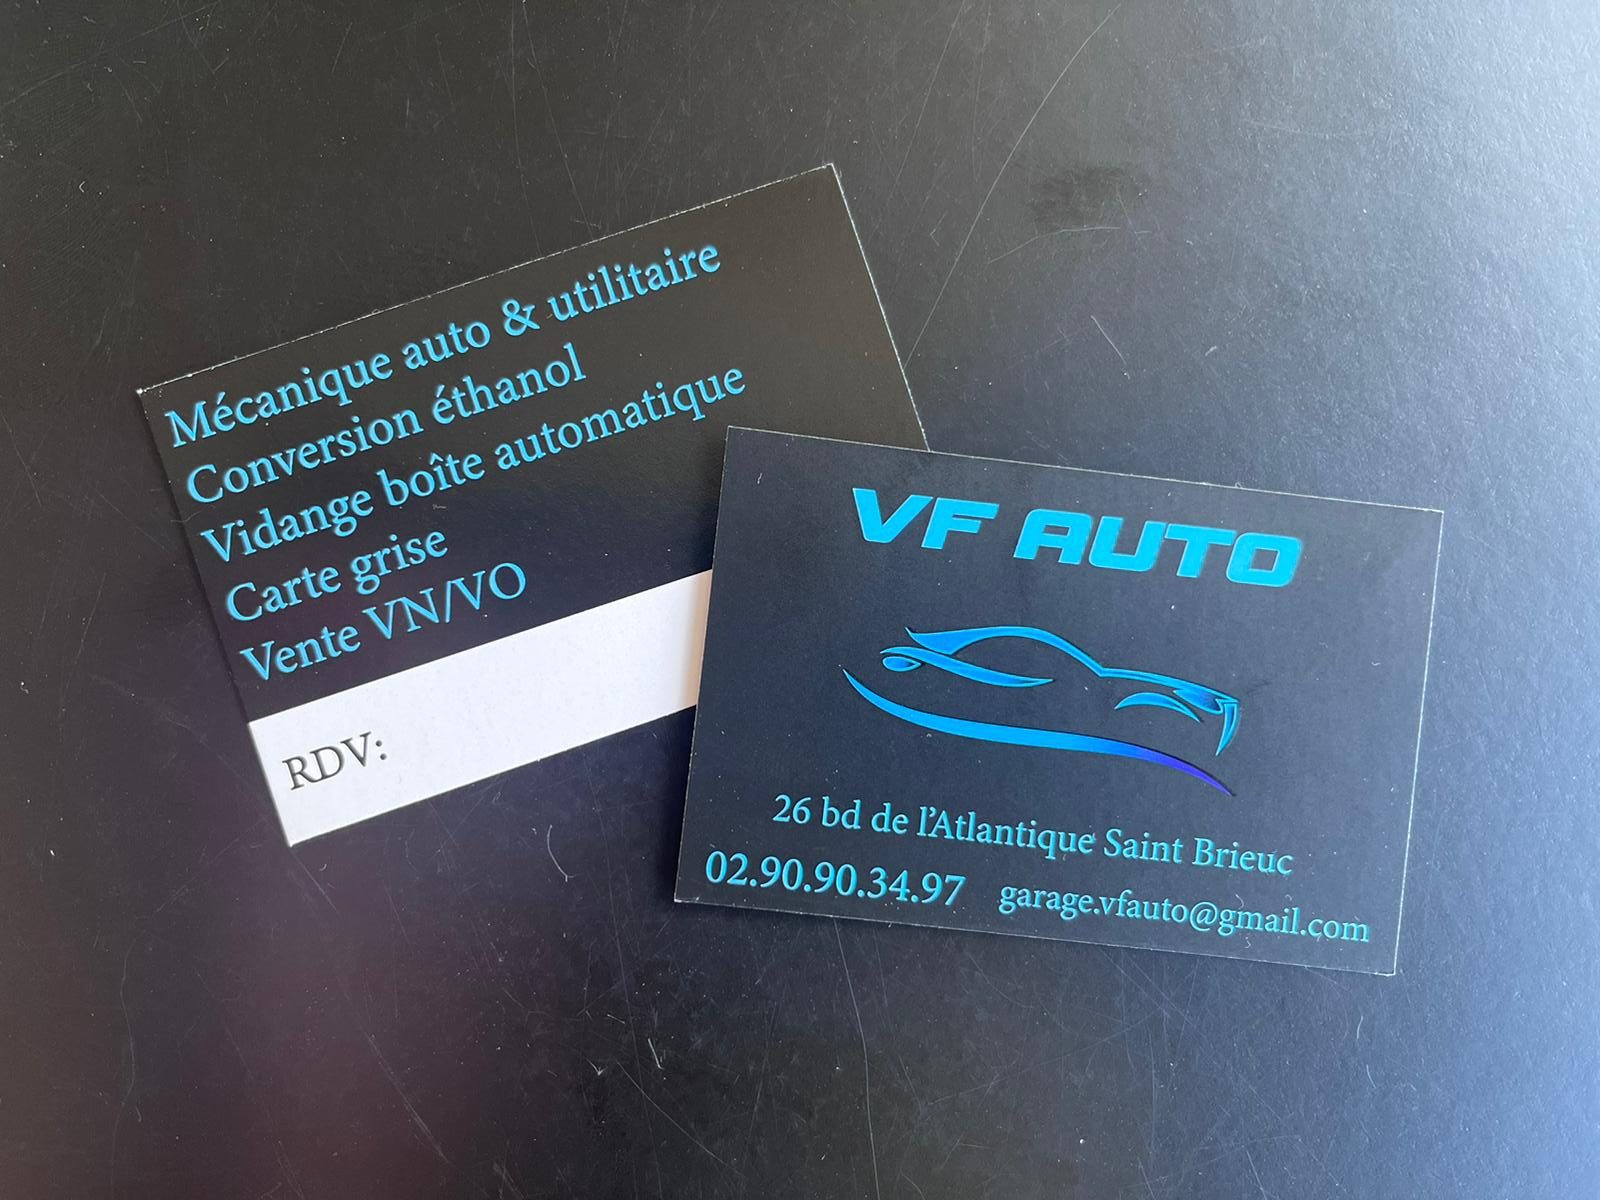 Mécanique auto & utilitaire
Conversion éthanol
Vidange boîte automatique
Carte grise
Vente VN/VO
RDV:
VF AUTO
26 bd de l'Atlantique Saint Brieuc
02.90.90.34.97 garage.vfauto@gmail.com